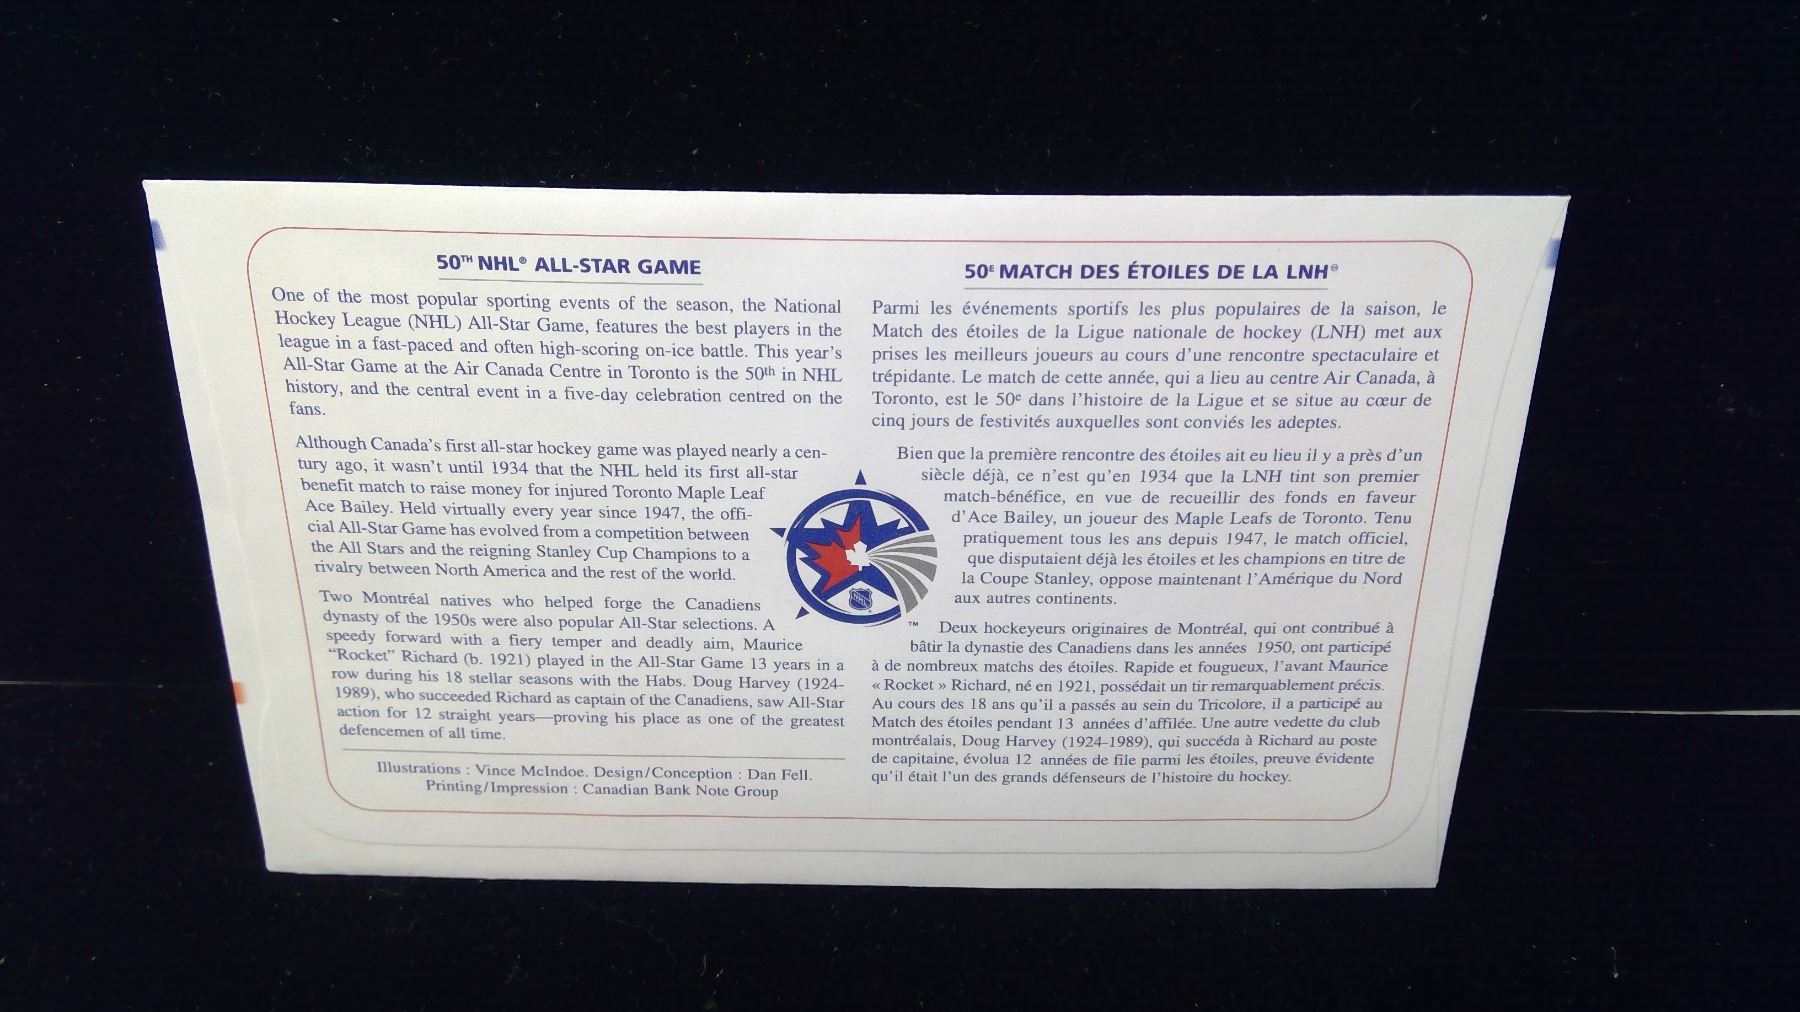 50TH NHL® ALL-STAR GAME
One of the most popular sporting events of the season, the National
Hockey League (NHL) All-Star Game, features the best players in the
league in a fast-paced and often high-scoring on-ice battle. This year's
All-Star Game at the Air Canada Centre in Toronto is the 50th in NHL
history, and the central event in a five-day celebration centred on the
fans.
Although Canada's first all-star hockey game was played nearly a cen-
tury ago, it wasn't until 1934 that the NHL held its first all-star
benefit match to raise money for injured Toronto Maple Leaf
Ace Bailey. Held virtually every year since 1947, the offi-
cial All-Star Game has evolved from a competition between
the All Stars and the reigning Stanley Cup Champions to a
rivalry between North America and the rest of the world.
Two Montréal natives who helped forge the Canadiens
dynasty of the 1950s were also popular All-Star selections. A
speedy forward with a fiery temper and deadly aim, Maurice
"Rocket" Richard (b. 1921) played in the All-Star Game 13 years in a
row during his 18 stellar seasons with the Habs. Doug Harvey (1924-
1989), who succeeded Richard as captain of the Canadiens, saw All-Star
action for 12 straight years—proving his place as one of the greatest
defencemen of all time.
Illustrations : Vince McIndoe. Design/Conception : Dan Fell.
Printing/Impression : Canadian Bank Note Group
NHL
TM
50E MATCH DES ÉTOILES DE LA LNH®
Parmi les événements sportifs les plus populaires de la saison, le
Match des étoiles de la Ligue nationale de hockey (LNH) met aux
prises les meilleurs joueurs au cours d'une rencontre spectaculaire et
trépidante. Le match de cette année, qui a lieu au centre Air Canada, à
Toronto, est le 50e dans l'histoire de la Ligue et se situe au cœur de
cinq jours de festivités auxquelles sont conviés les adeptes.
Bien que la première rencontre des étoiles ait eu lieu il y a près d'un
siècle déjà, ce n'est qu'en 1934 que la LNH tint son premier
match-bénéfice, en vue de recueillir des fonds en faveur
d'Ace Bailey, un joueur des Maple Leafs de Toronto. Tenu
pratiquement tous les ans depuis 1947, le match officiel,
que disputaient déjà les étoiles et les champions en titre de
la Coupe Stanley, oppose maintenant l'Amérique du Nord
aux autres continents.
Deux hockeyeurs originaires de Montréal, qui ont contribué à
bâtir la dynastie des Canadiens dans les années 1950, ont participé
à de nombreux matchs des étoiles. Rapide et fougueux, l'avant Maurice
« Rocket » Richard, né en 1921, possédait un tir remarquablement précis.
Au cours des 18 ans qu'il a passés au sein du Tricolore, il a participé au
Match des étoiles pendant 13 années d'affilée. Une autre vedette du club
montréalais, Doug Harvey (1924-1989), qui succéda à Richard au poste
de capitaine, évolua 12 années de file parmi les étoiles, preuve évidente
qu'il était l'un des grands défenseurs de l'histoire du hockey.